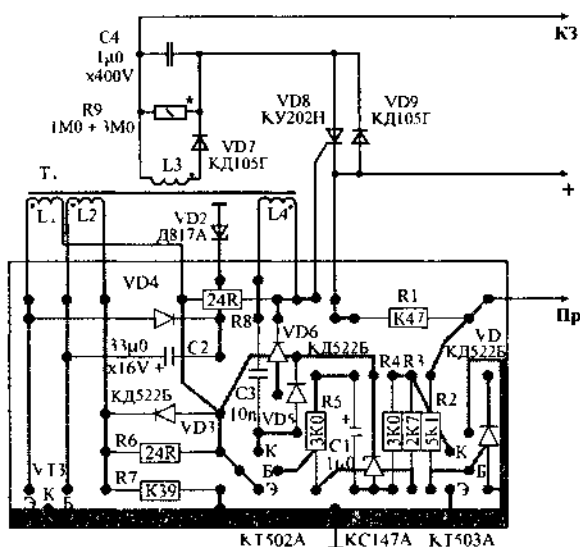 КЗ
C4
1μ0
x400V
R9
*
1M0 + 3M0
VD7
КД105Г
VD8
КУ202Н
VD9
КД105Г
L3
+
L2
L4
VD2
Д817А
VD4
24R
R8
R1
K47
Пр
33μ0
x16V +
C2
VD6
КД522Б
VD
КД522Б
КД522Б
VD3
C3
10n
VD5
R5
3K0
R4
R3
R2
3K0
2K7
5K1
C1
1μ0
+
R6
24R
R7
K39
VT3
Э
К
Б
К
Б
Э
К
Б
Э
КТ502А
КС147А
КТ503А